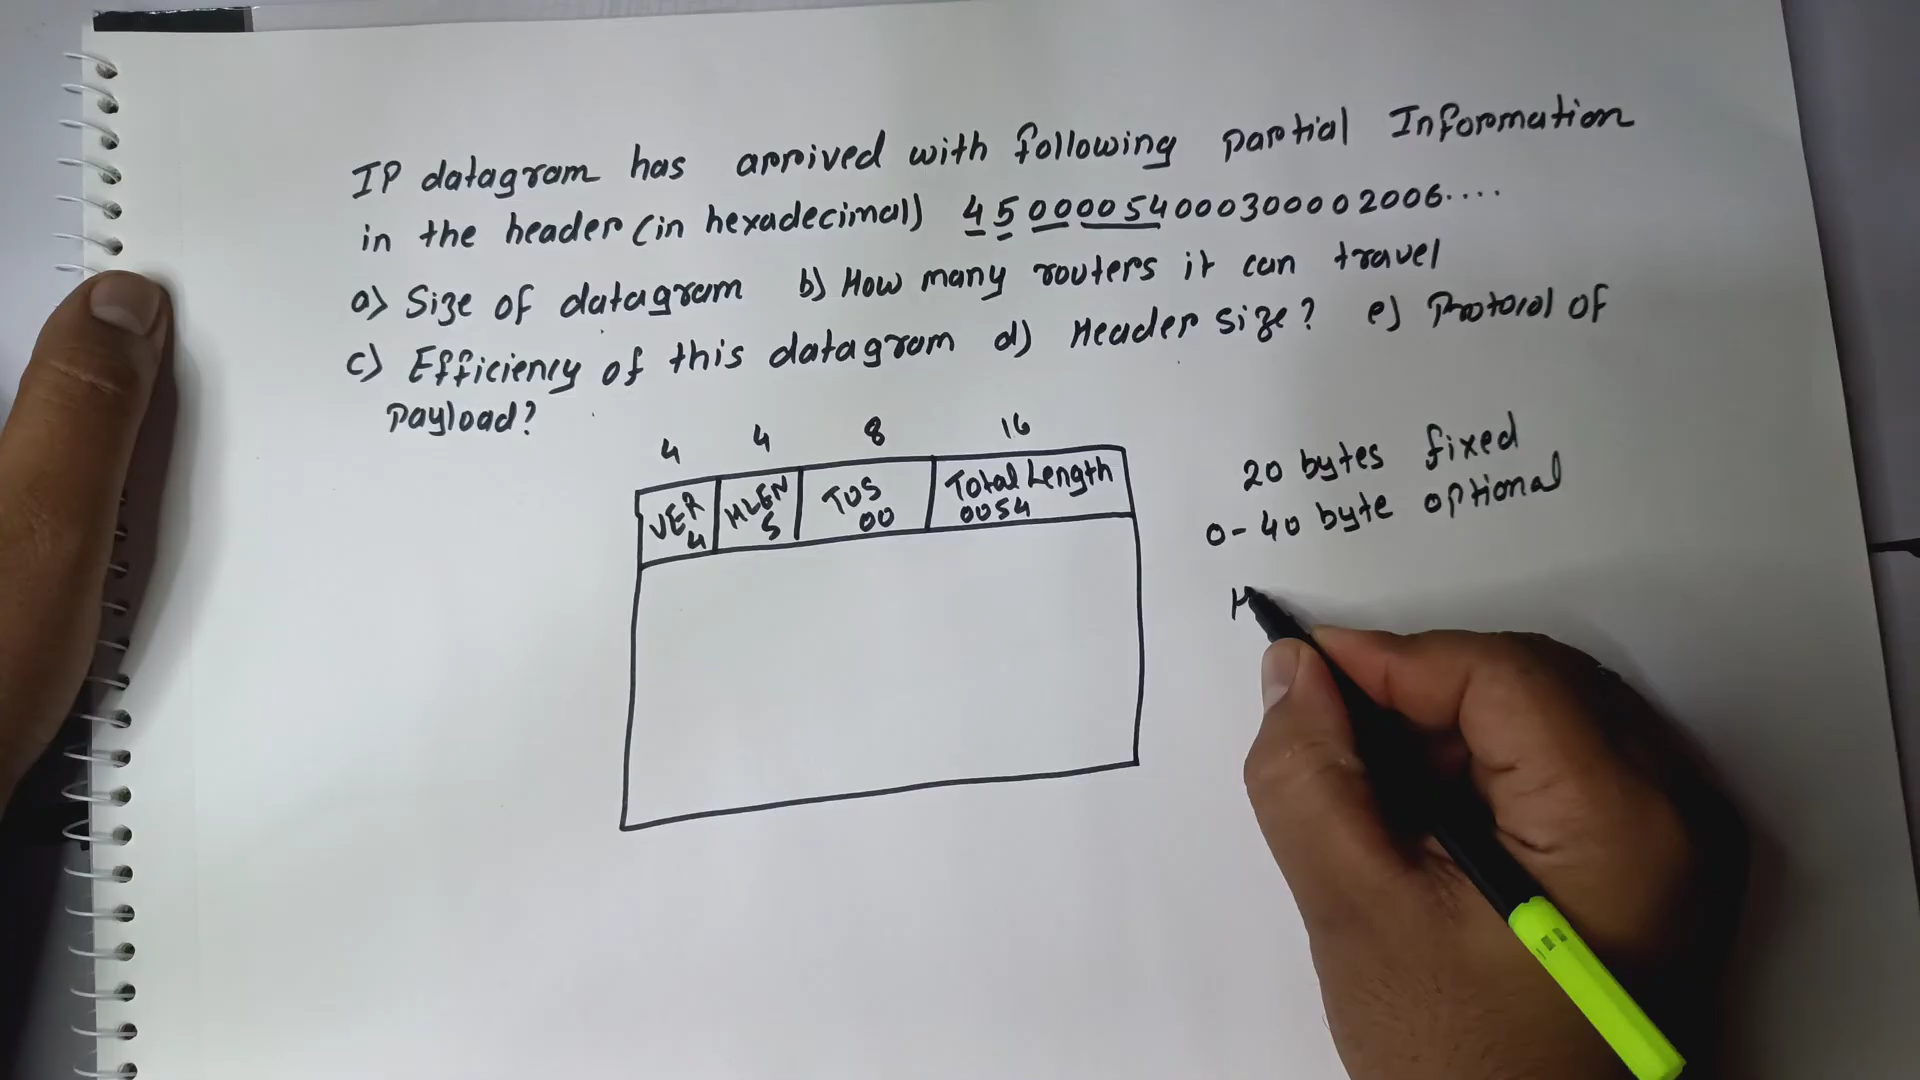 IP datagram has arrived with following partial Information
in the header (in hexadecimal) 45000054000300002006....
a) Size of datagram b) How many routers it can travel
c) Efficiency of this datagram d) Header size? e) Protocol of
Payload?
4 4 8 16
VER 4 HLEN 5 TOS 00 Total Length 0054
20 bytes fixed
0-40 byte optional
H